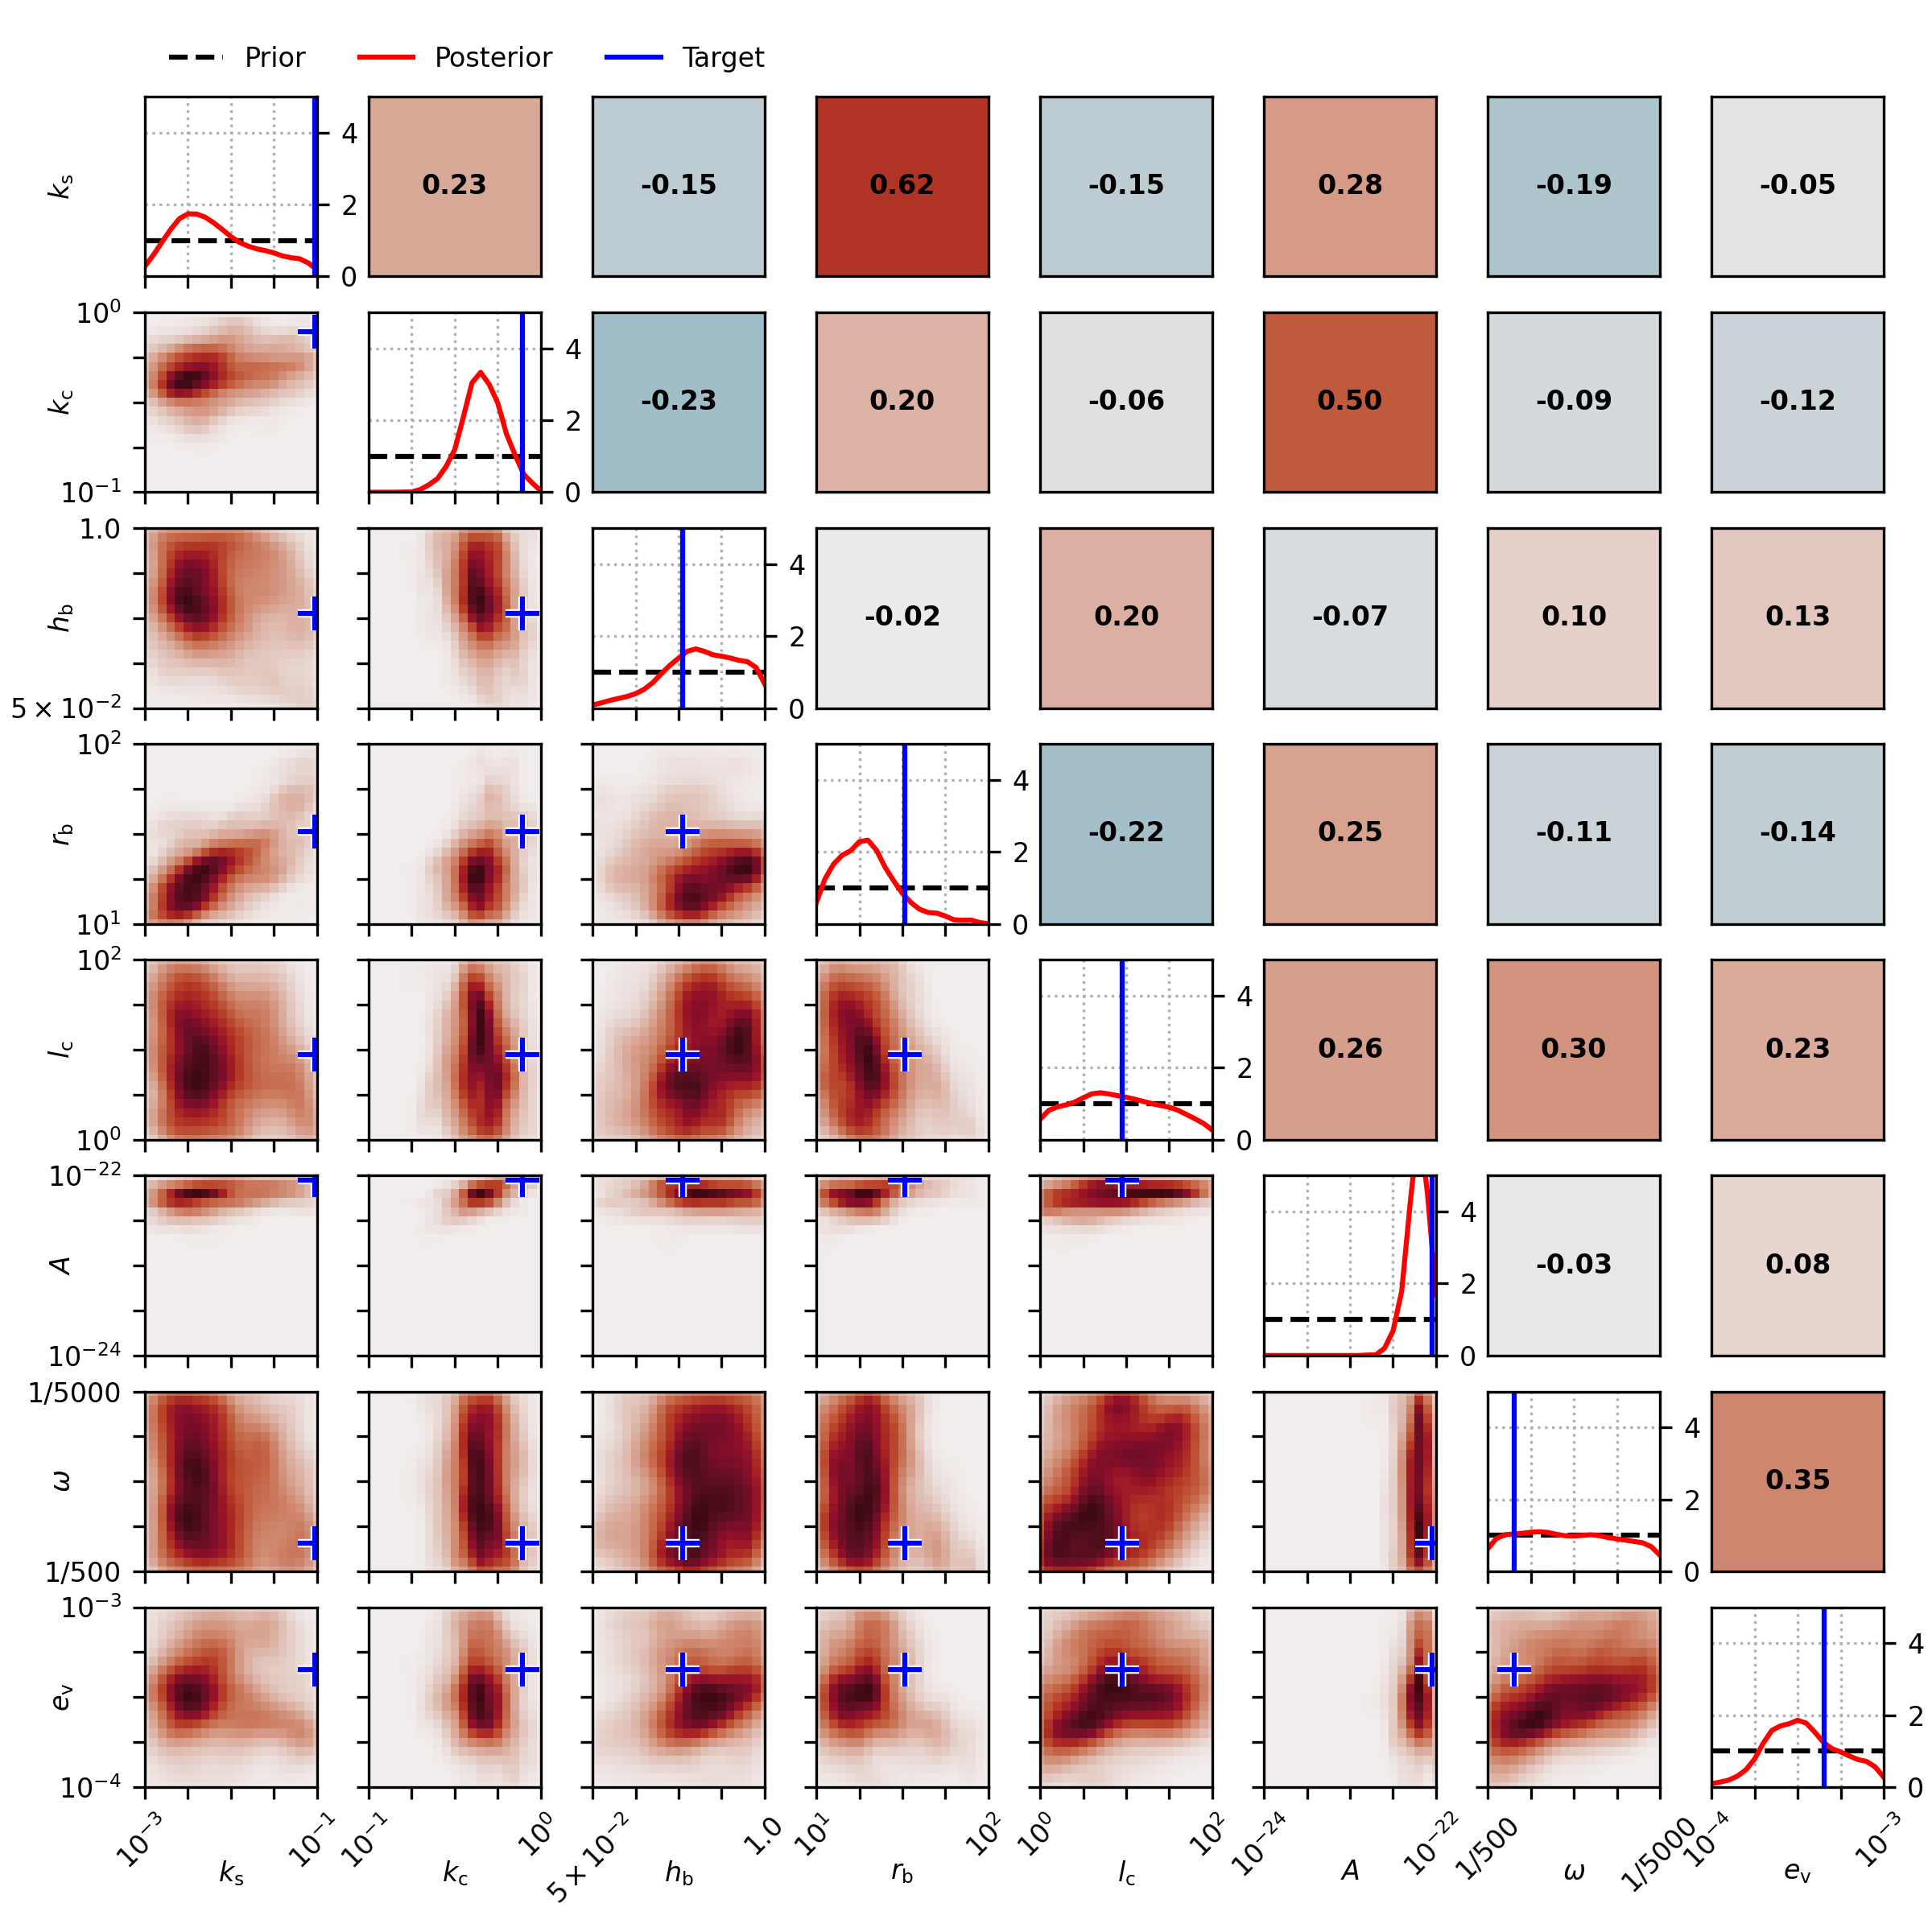 Prior Posterior Target
k_s 4 2 0 0.23 -0.15 0.62 -0.15 0.28 -0.19 -0.05
10^0 k_c 10^-1 4 2 0 -0.23 0.20 -0.06 0.50 -0.09 -0.12
1.0 h_b 5 × 10^-2 4 2 0 -0.02 0.20 -0.07 0.10 0.13
10^2 r_b 10^1 4 2 0 -0.22 0.25 -0.11 -0.14
10^2 l_c 10^0 4 2 0 0.26 0.30 0.23
10^-22 A 10^-24 4 2 0 -0.03 0.08
1/5000 ω 1/500 4 2 0 0.35
10^-3 e_v 10^-4 4 2 0
10^-3 10^-1 10^-1 10^0 5 × 10^-2 1.0 10^1 10^2 10^0 10^2 10^-24 10^-22 1/500 1/5000 10^-4 10^-3
k_s k_c h_b r_b l_c A ω e_v